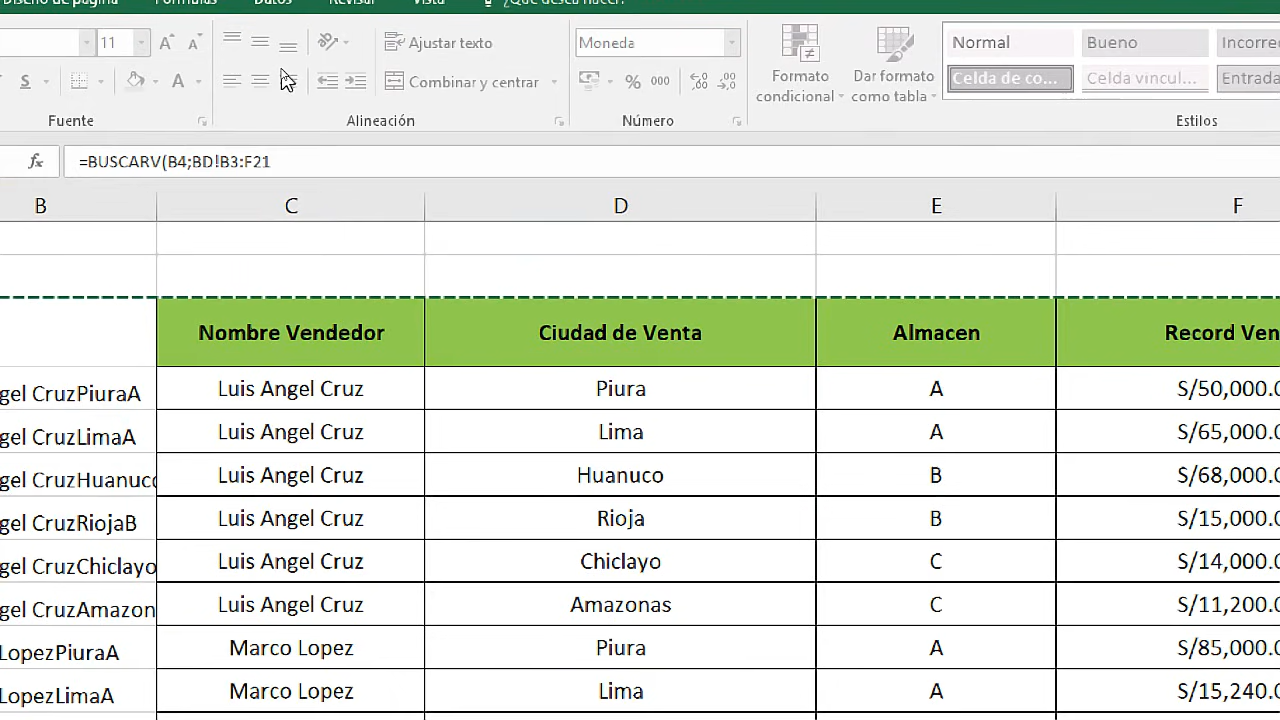 Diseño de página Fórmulas Datos Revisar Vista ¿Qué desea hacer?
11 A A Ajustar texto Moneda Normal Bueno Incorrec
S A Combinar y centrar % 000 Formato condicional Dar formato como tabla Celda de co... Celda vincul... Entrada
Fuente Alineación Número Estilos
fx =BUSCARV(B4;BD!B3:F21
B C D E F
Nombre Vendedor Ciudad de Venta Almacen Record Ven
gel CruzPiuraA Luis Angel Cruz Piura A S/50,000.0
gel CruzLimaA Luis Angel Cruz Lima A S/65,000.0
gel CruzHuanuco Luis Angel Cruz Huanuco B S/68,000.0
gel CruzRiojaB Luis Angel Cruz Rioja B S/15,000.0
gel CruzChiclayo Luis Angel Cruz Chiclayo C S/14,000.0
gel CruzAmazon Luis Angel Cruz Amazonas C S/11,200.0
LopezPiuraA Marco Lopez Piura A S/85,000.0
LopezLimaA Marco Lopez Lima A S/15,240.0